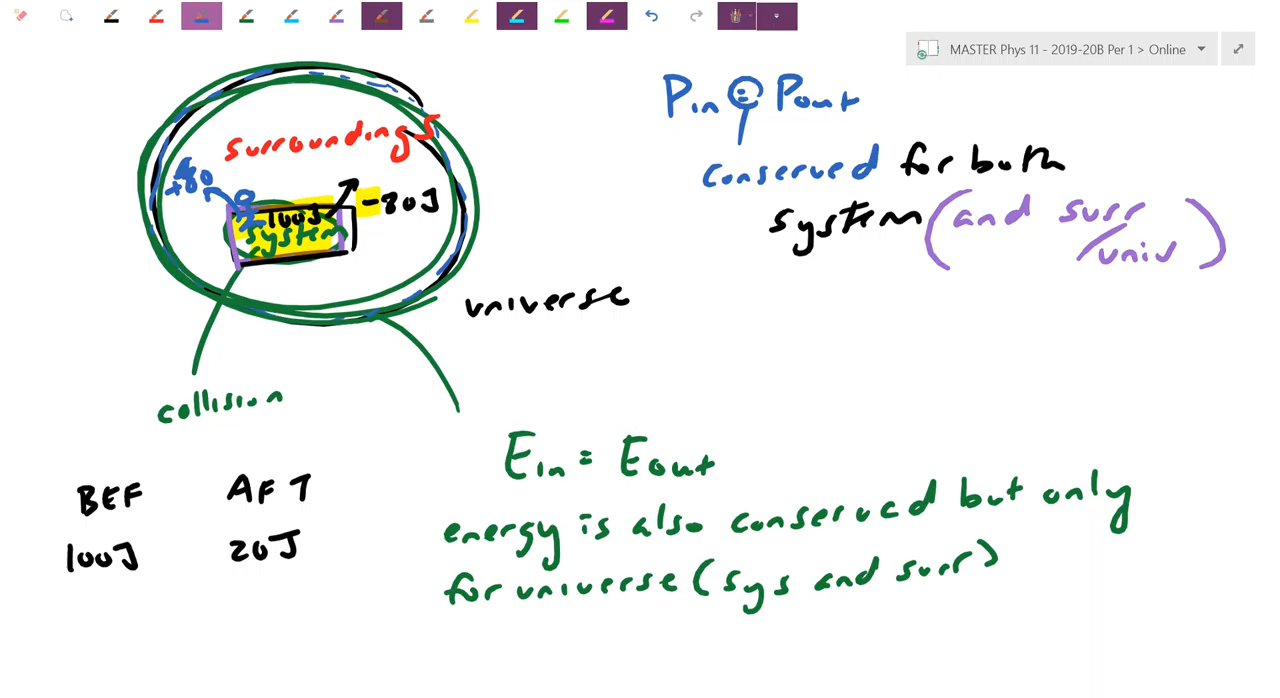 MASTER Phys 11 - 2019-20B Per 1 > Online
Pin = Pout
conserved for both
system (and surr
/univ)
surroundings
+80
-80J
100J
system
universe
collision
BEF AFT
100J 20J
Ein = Eout
energy is also conserved but only
for universe (sys and surr)